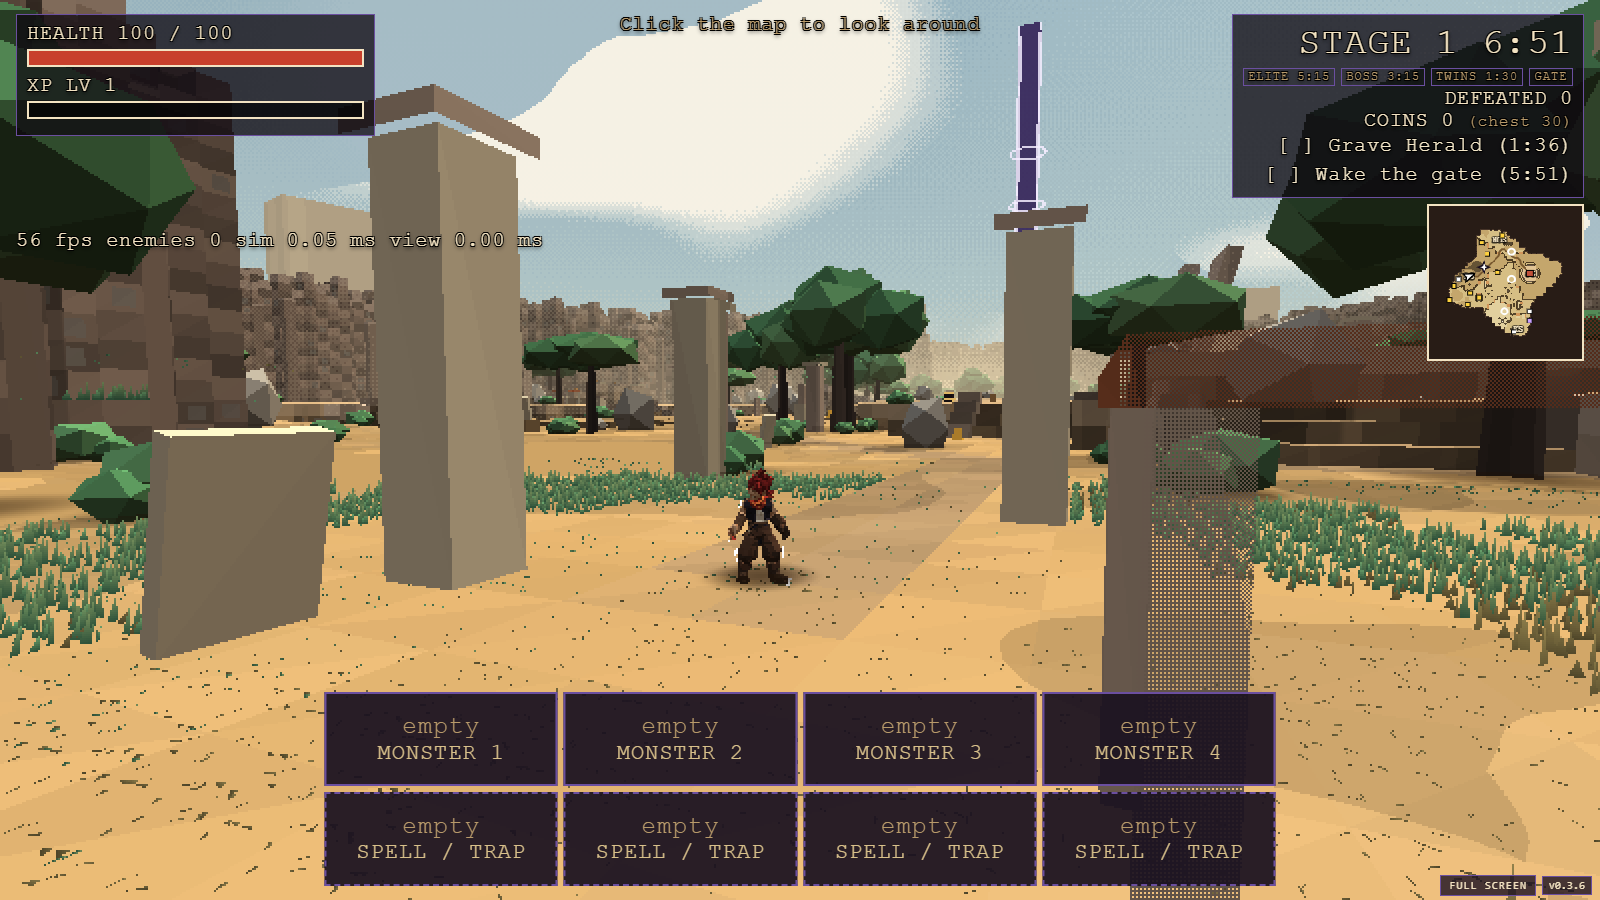 HEALTH 100 / 100
XP LV 1
Click the map to look around
STAGE 1 6:51
ELITE 5:15 BOSS 3:15 TWINS 1:30 GATE
DEFEATED 0
COINS 0 (chest 30)
[ ] Grave Herald (1:36)
[ ] Wake the gate (5:51)
56 fps enemies 0 sim 0.05 ms view 0.00 ms
empty empty empty empty
MONSTER 1 MONSTER 2 MONSTER 3 MONSTER 4
empty empty empty empty
SPELL / TRAP SPELL / TRAP SPELL / TRAP SPELL / TRAP
FULL SCREEN v0.3.6